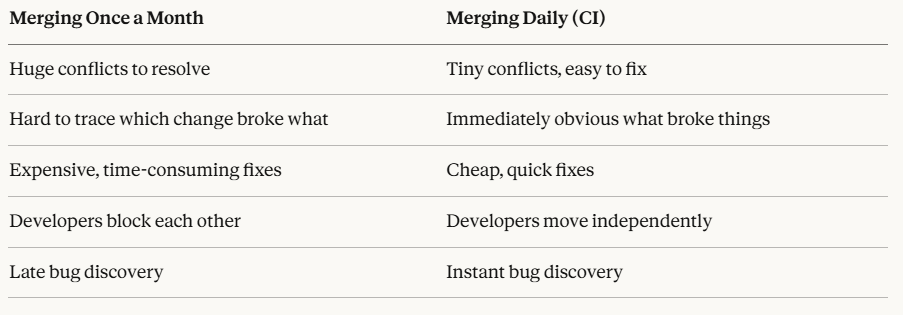 Merging Once a Month Merging Daily (CI)
Huge conflicts to resolve Tiny conflicts, easy to fix
Hard to trace which change broke what Immediately obvious what broke things
Expensive, time-consuming fixes Cheap, quick fixes
Developers block each other Developers move independently
Late bug discovery Instant bug discovery